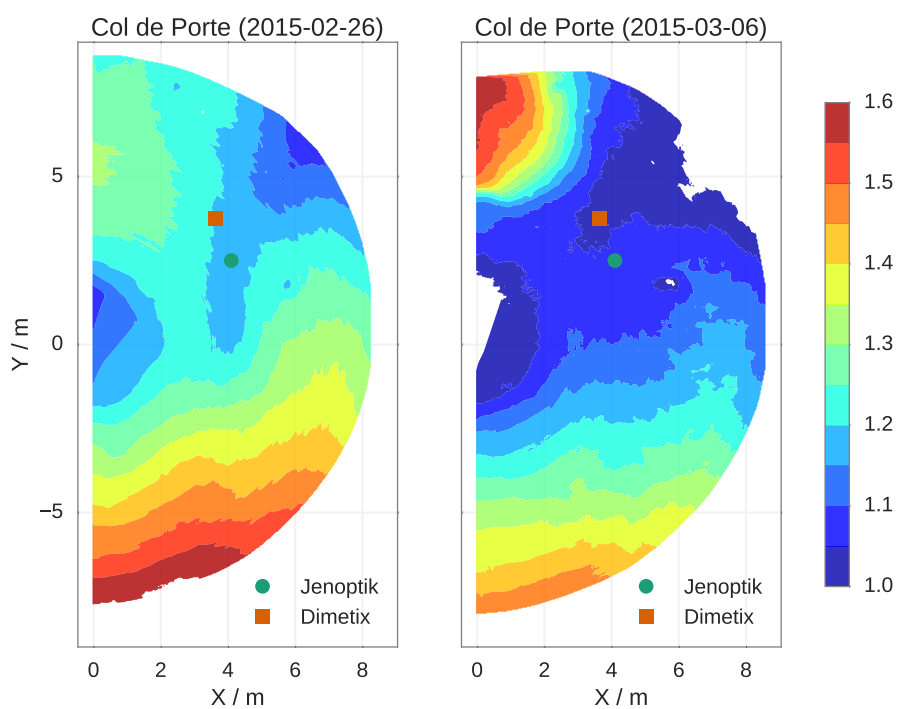 Col de Porte (2015-02-26)
Col de Porte (2015-03-06)
Y / m
5
0
−5
Jenoptik
Dimetix
0 2 4 6 8
X / m
Jenoptik
Dimetix
0 2 4 6 8
X / m
1.6
1.5
1.4
1.3
1.2
1.1
1.0